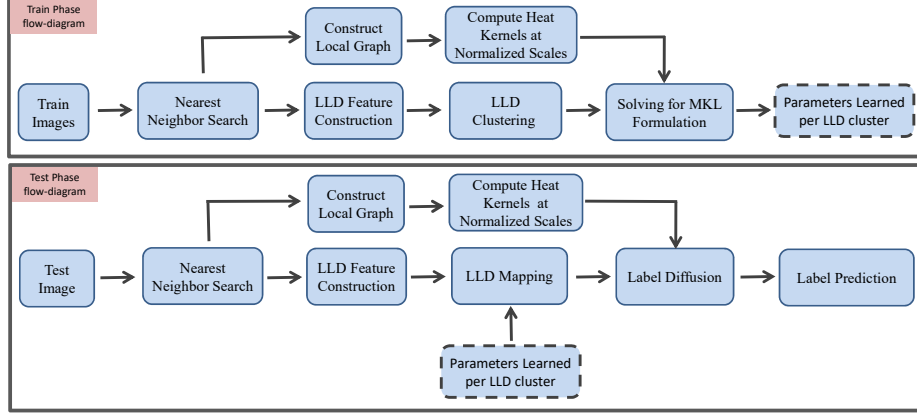 Train Phase
flow-diagram
Construct
Local Graph
Compute Heat
Kernels at
Normalized Scales
Train
Images
Nearest
Neighbor Search
LLD Feature
Construction
LLD
Clustering
Solving for MKL
Formulation
Parameters Learned
per LLD cluster
Test Phase
flow-diagram
Construct
Local Graph
Compute Heat
Kernels at
Normalized Scales
Test
Image
Nearest
Neighbor Search
LLD Feature
Construction
LLD Mapping
Label Diffusion
Label Prediction
Parameters Learned
per LLD cluster